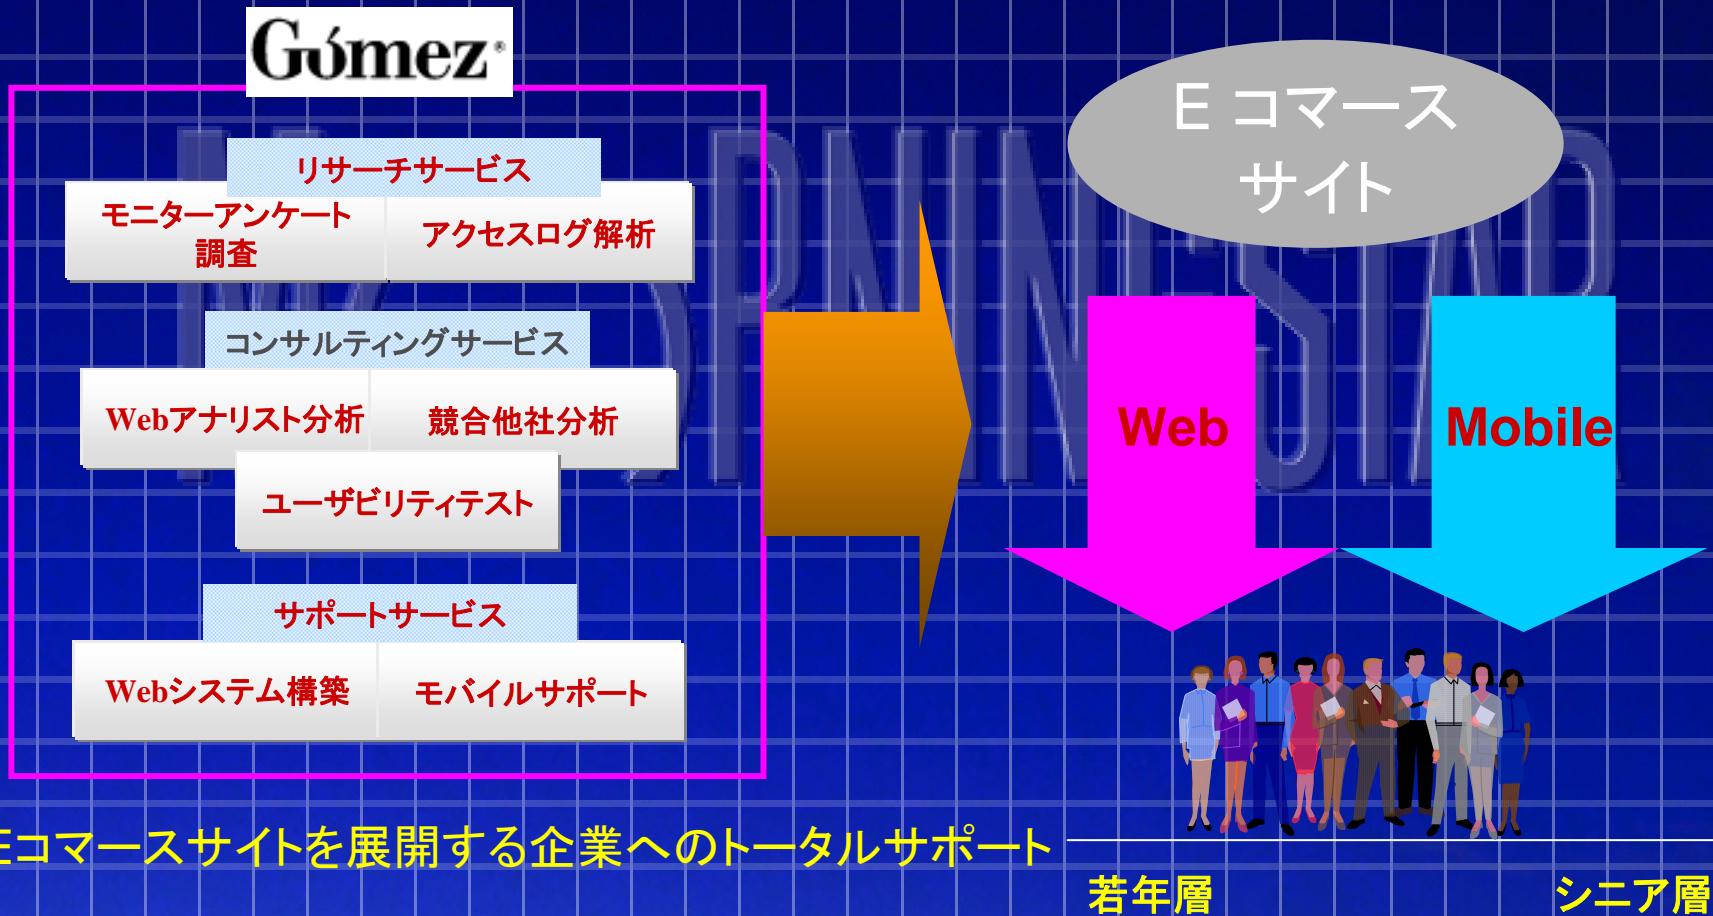 Gómez®
リサーチサービス
モニターアンケート
調査
アクセスログ解析
コンサルティングサービス
Webアナリスト分析
競合他社分析
ユーザビリティテスト
サポートサービス
Webシステム構築
モバイルサポート
Eコマースサイトを展開する企業へのトータルサポート
E コマース
サイト
Web
Mobile
若年層
シニア層
MORNINGSTAR